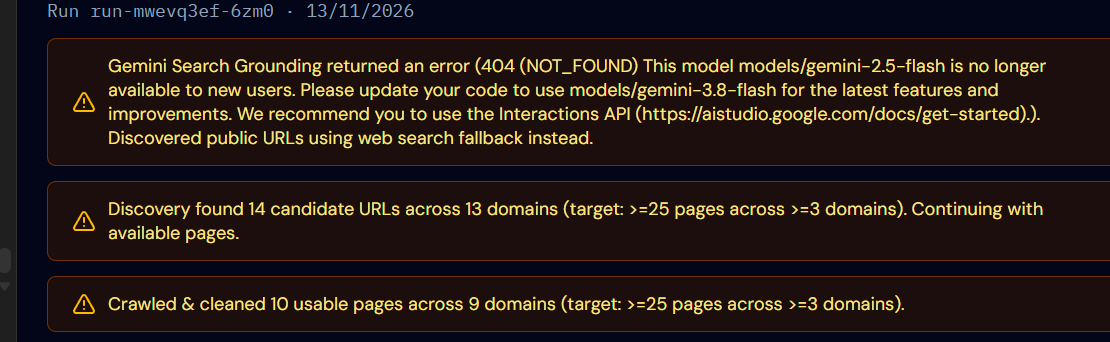 Run run-mwevq3ef-6zm0 · 13/11/2026
Gemini Search Grounding returned an error (404 (NOT_FOUND) This model models/gemini-2.5-flash is no longer
available to new users. Please update your code to use models/gemini-3.8-flash for the latest features and
improvements. We recommend you to use the Interactions API (https://aistudio.google.com/docs/get-started).).
Discovered public URLs using web search fallback instead.
Discovery found 14 candidate URLs across 13 domains (target: >=25 pages across >=3 domains). Continuing with
available pages.
Crawled & cleaned 10 usable pages across 9 domains (target: >=25 pages across >=3 domains).